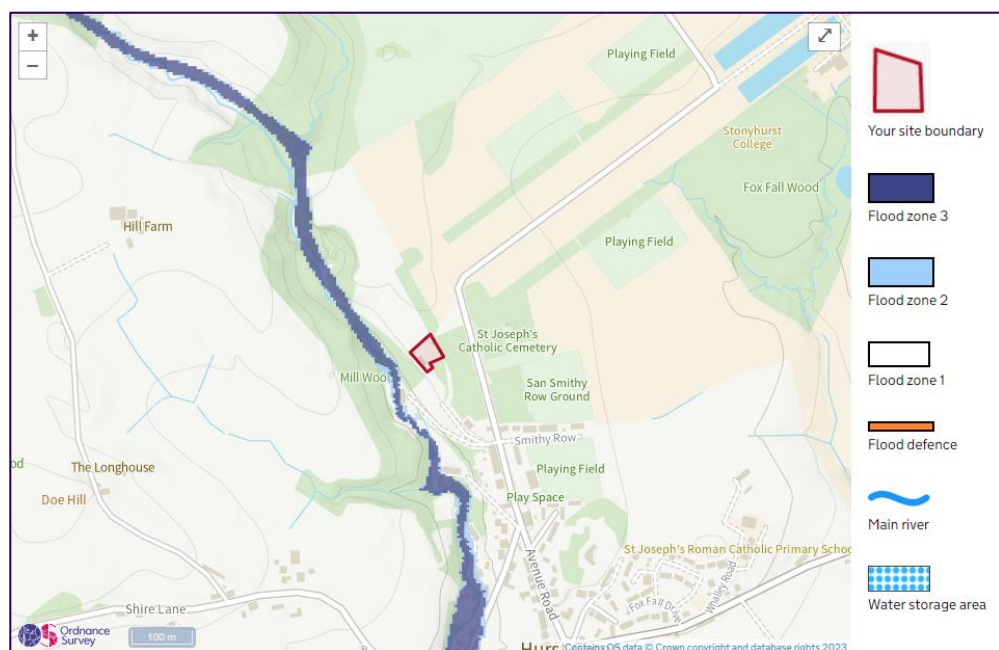 +
−
Playing Field
Playing Field
Stonyhurst
College
Fox Fall Wood
Hill Farm
Playing Field
St Joseph's
Catholic Cemetery
Mill Wood
San Smithy
Row Ground
Smithy Row
The Longhouse
Playing Field
Doe Hill
Play Space
St Joseph's Roman Catholic Primary Schoo
Avenue Road
Whalley Road
Fox Fall Drive
Shire Lane
Ordnance
Survey
100 m
Hurs
Contains OS data © Crown copyright and database rights 2023
Your site boundary
Flood zone 3
Flood zone 2
Flood zone 1
Flood defence
Main river
Water storage area